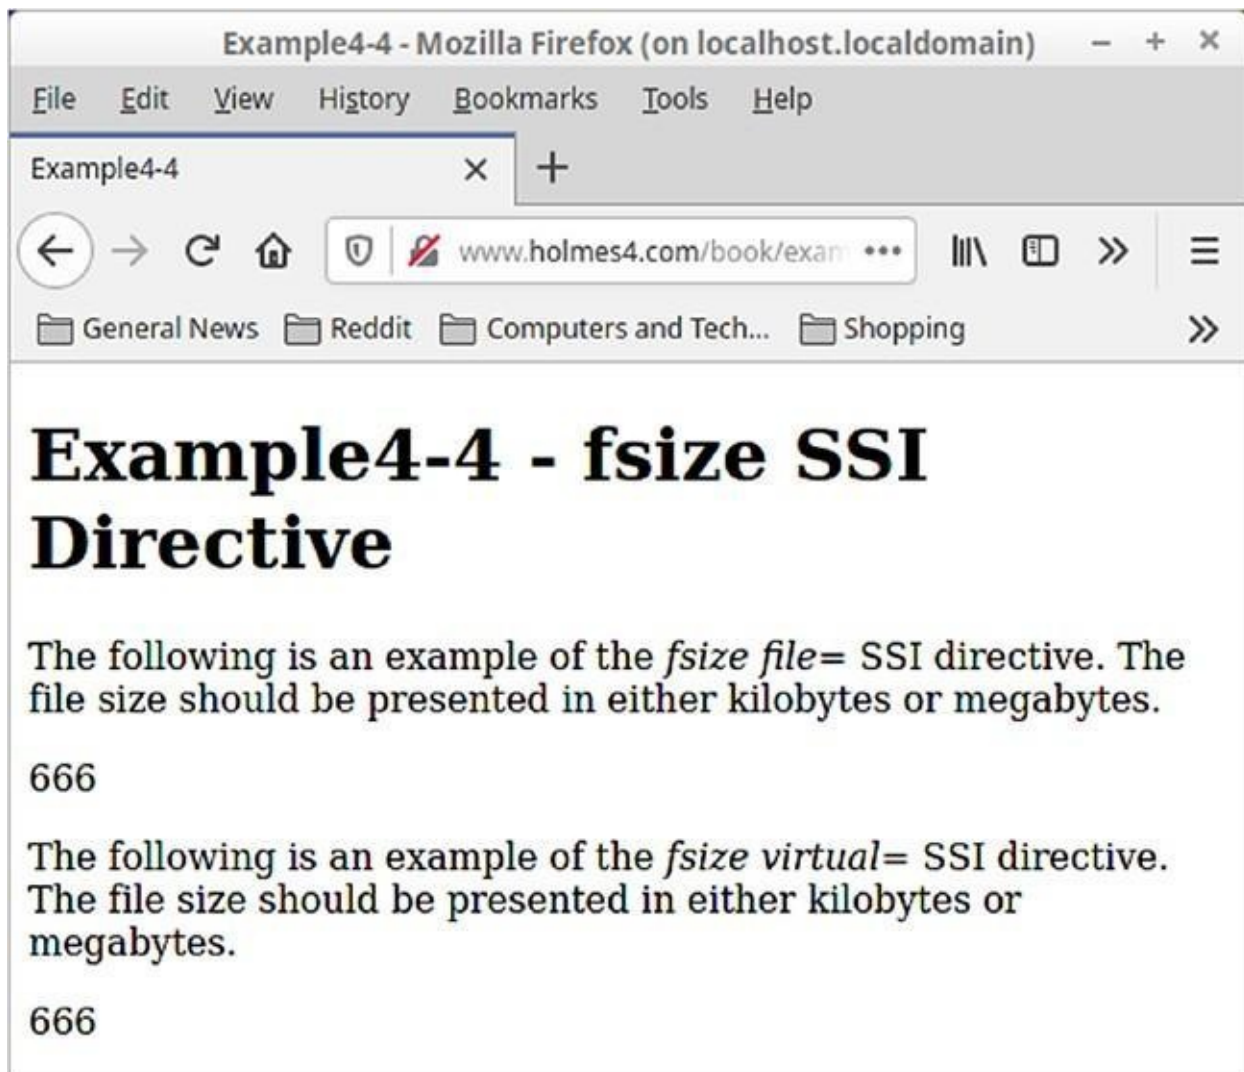 Example4-4 - Mozilla Firefox (on localhost.localdomain)
File Edit View History Bookmarks Tools Help
Example4-4
www.holmes4.com/book/exam
General News Reddit Computers and Tech... Shopping
Example4-4 - fsize SSI
Directive
The following is an example of the fsize file= SSI directive. The
file size should be presented in either kilobytes or megabytes.
666
The following is an example of the fsize virtual= SSI directive.
The file size should be presented in either kilobytes or
megabytes.
666